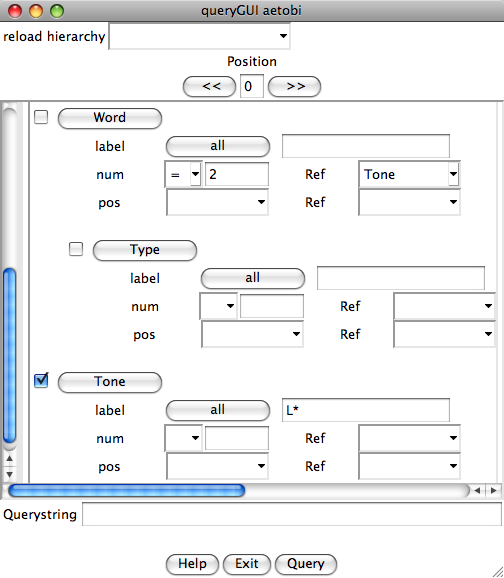 queryGUI aetobi
reload hierarchy
Position
<< 0 >>
Word
label all
num = 2 Ref Tone
pos Ref
Type
label all
num Ref
pos Ref
Tone
label all L*
num Ref
pos Ref
Querystring
Help Exit Query